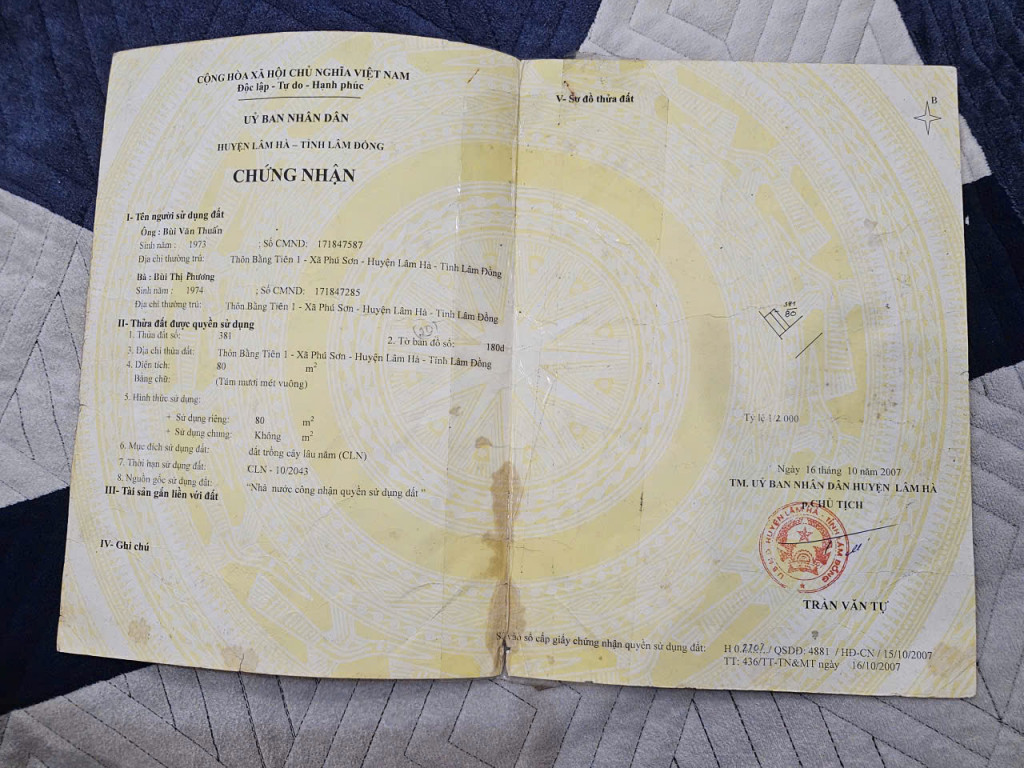 CỘNG HÒA XÃ HỘI CHỦ NGHĨA VIỆT NAM
Độc lập - Tự do - Hạnh phúc
UỶ BAN NHÂN DÂN
HUYỆN LÂM HÀ – TỈNH LÂM ĐỒNG
CHỨNG NHẬN
I- Tên người sử dụng đất
Ông : Bùi Văn Thuấn
Sinh năm : 1973 ; Số CMND: 171847587
Địa chỉ thường trú: Thôn Bằng Tiên 1 - Xã Phú Sơn - Huyện Lâm Hà - Tỉnh Lâm Đồng
Bà : Bùi Thị Phương
Sinh năm : 1974 ; Số CMND: 171847285
Địa chỉ thường trú: Thôn Bằng Tiên 1 - Xã Phú Sơn - Huyện Lâm Hà - Tỉnh Lâm Đồng
II- Thửa đất được quyền sử dụng
1. Thửa đất số: 381 2. Tờ bản đồ số: 180d
3. Địa chỉ thửa đất: Thôn Bằng Tiên 1 - Xã Phú Sơn - Huyện Lâm Hà - Tỉnh Lâm Đồng
4. Diện tích: 80 m²
Bằng chữ: (Tám mươi mét vuông)
5. Hình thức sử dụng:
+ Sử dụng riêng: 80 m²
+ Sử dụng chung: Không m²
6. Mục đích sử dụng đất: đất trồng cây lâu năm (CLN)
7. Thời hạn sử dụng đất: CLN - 10/2043
8. Nguồn gốc sử dụng đất: "Nhà nước công nhận quyền sử dụng đất "
III- Tài sản gắn liền với đất
IV- Ghi chú
V- Sơ đồ thửa đất
B
381
80
Tỷ lệ 1/2 000
Ngày 16 tháng 10 năm 2007
TM. UỶ BAN NHÂN DÂN HUYỆN LÂM HÀ
P.CHỦ TỊCH
U.B.N.D HUYỆN LÂM HÀ - TỈNH LÂM ĐỒNG
TRẦN VĂN TỰ
Số vào sổ cấp giấy chứng nhận quyền sử dụng đất: H 0 / QSDĐ: 4881 / HĐ-CN / 15/10/2007
TT: 436/TT-TN&MT ngày 16/10/2007